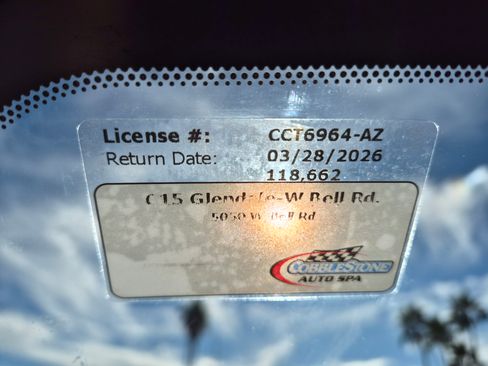 License #: CCT6964-AZ
Return Date: 03/28/2026
118,662
015 Glendale-W Bell Rd.
5050 W. Bell Rd
COBBLESTONE
AUTO SPA